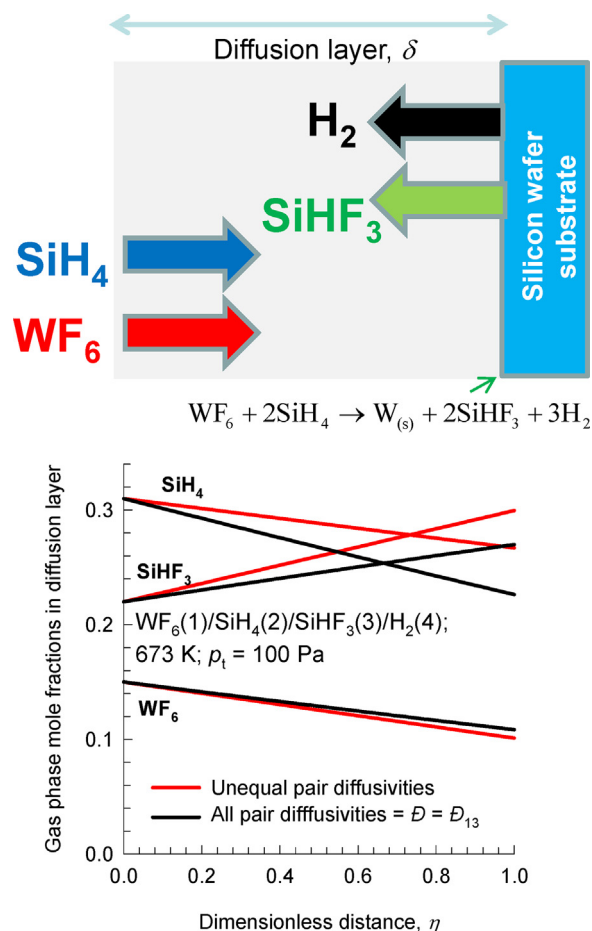 Diffusion layer, δ
H₂
SiHF₃
SiH₄
WF₆
Silicon wafer
substrate
WF₆ + 2SiH₄ → W₍ₛ₎ + 2SiHF₃ + 3H₂
Gas phase mole fractions in diffusion layer
0.3
0.2
0.1
0.0
SiH₄
SiHF₃
WF₆(1)/SiH₄(2)/SiHF₃(3)/H₂(4);
673 K; pₜ = 100 Pa
WF₆
Unequal pair diffusivities
All pair difffusivities = Đ = Đ₁₃
0.0 0.2 0.4 0.6 0.8 1.0
Dimensionless distance, η